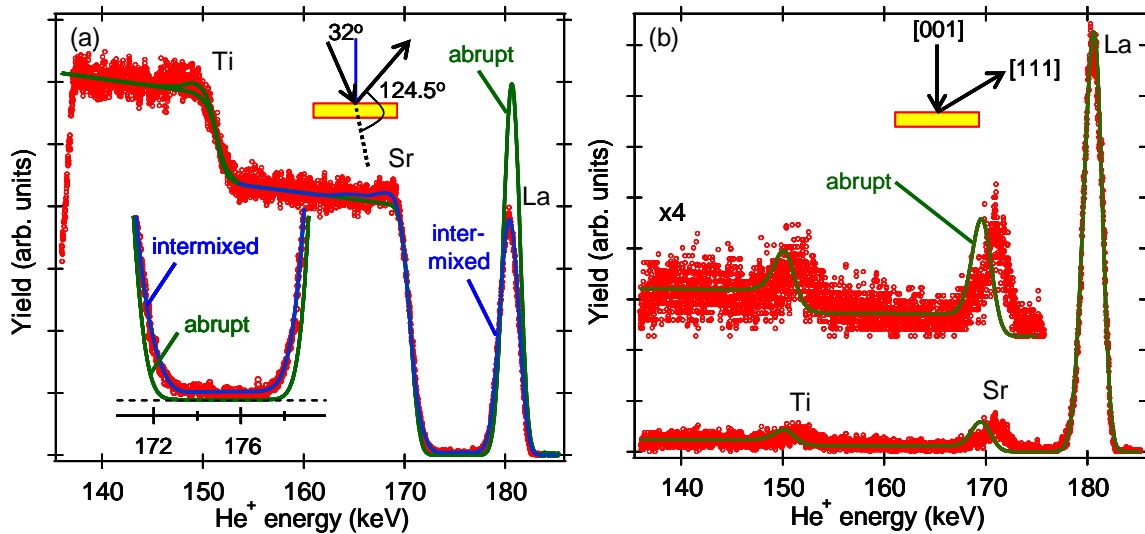 (a)
Ti
32º
124.5º
abrupt
Sr
La
intermixed
abrupt
inter-
mixed
172
176
Yield (arb. units)
140
150
160
170
180
He+ energy (keV)
(b)
[001]
[111]
abrupt
x4
Ti
Sr
La
Yield (arb. units)
140
150
160
170
180
He+ energy (keV)